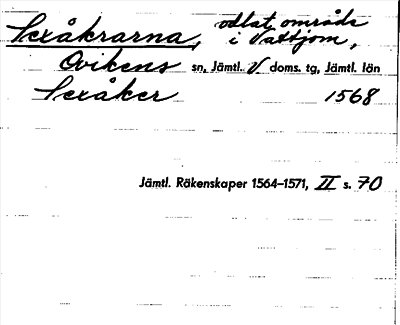 Sexåkrarna, odlat område
i Vattjom,
Ovikens sn, Jämtl. V doms. tg, Jämtl. län
Sexåker 1568
Jämtl. Räkenskaper 1564–1571, II s. 70